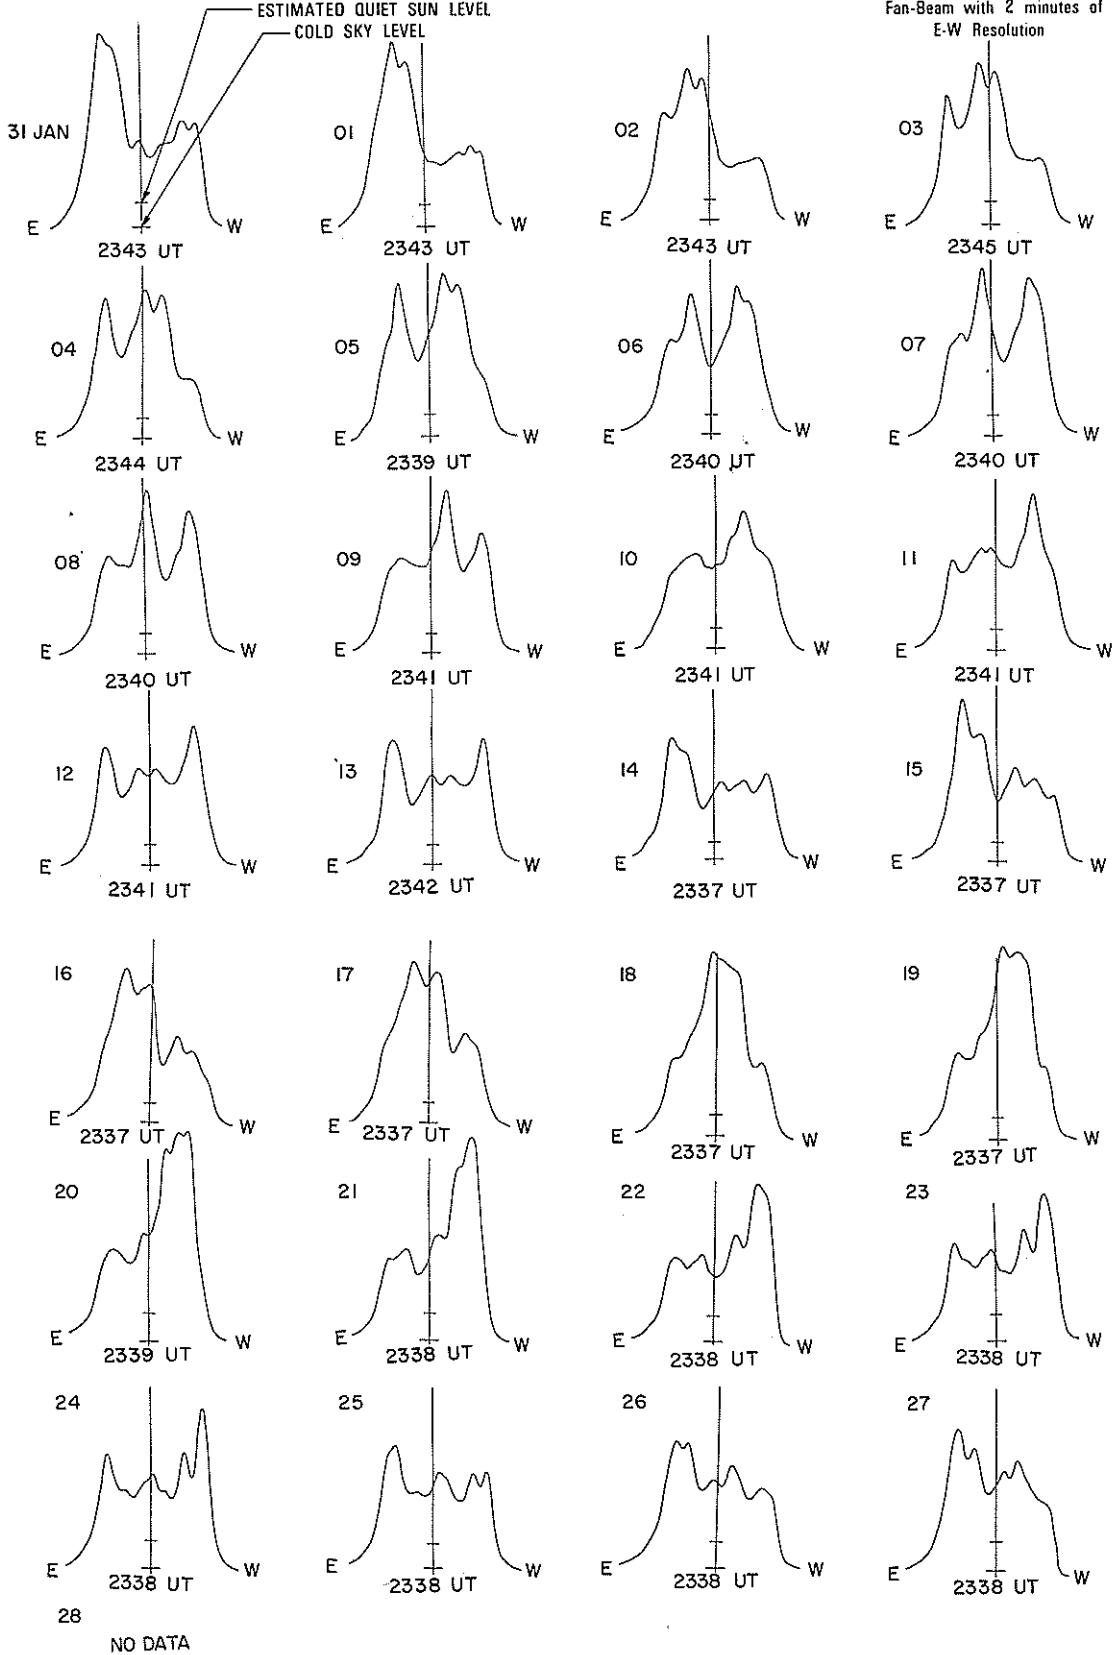 ESTIMATED QUIET SUN LEVEL
COLD SKY LEVEL
Fan-Beam with 2 minutes of
E-W Resolution
31 JAN
E
W
2343 UT
01
2343 UT
02
E
W
2343 UT
03
E
W
2345 UT
04
E
W
2344 UT
05
E
W
2339 UT
06
E
W
2340 UT
07
E
W
2340 UT
08
E
W
2340 UT
09
E
W
2341 UT
10
E
W
2341 UT
11
E
W
2341 UT
12
E
W
2341 UT
13
E
W
2342 UT
14
E
W
2337 UT
15
E
W
2337 UT
16
E
W
2337 UT
17
E
W
2337 UT
18
E
W
2337 UT
19
E
W
2337 UT
20
E
W
2339 UT
21
E
W
2338 UT
22
E
W
2338 UT
23
E
W
2338 UT
24
E
W
2338 UT
25
E
W
2338 UT
26
E
W
2338 UT
27
E
W
2338 UT
28
NO DATA